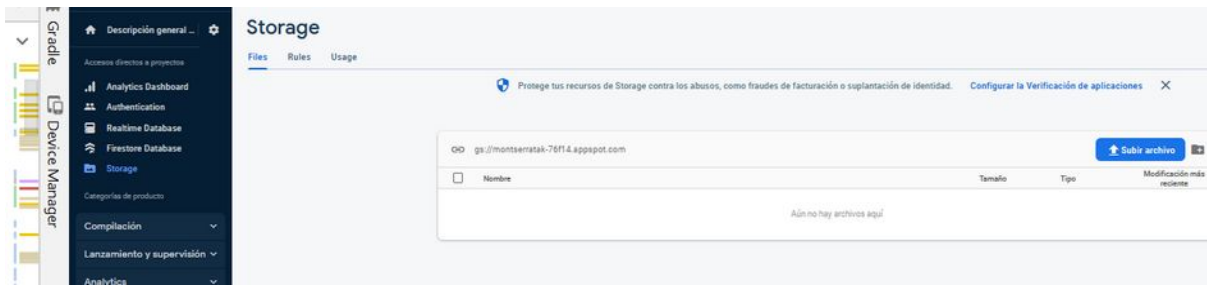 Gradle
Device Manager
Descripción general ...
Accesos directos a proyectos
Analytics Dashboard
Authentication
Realtime Database
Firestore Database
Storage
Categorías de producto
Compilación
Lanzamiento y supervisión
Analytics
Storage
Files Rules Usage
Protege tus recursos de Storage contra los abusos, como fraudes de facturación o suplantación de identidad. Configurar la Verificación de aplicaciones
gs://montserratak-76f14.appspot.com
Subir archivo
Nombre Tamaño Tipo Modificación más
reciente
Aún no hay archivos aquí